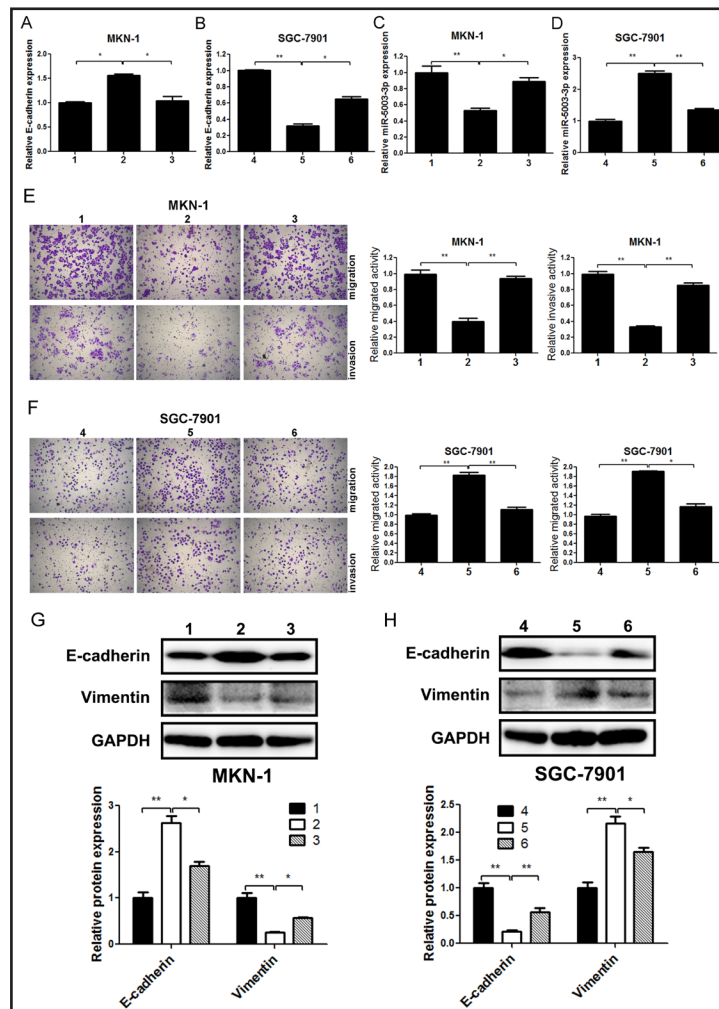 A
MKN-1
Relative E-cadherin expression
2.0
1.5
1.0
0.5
0.0
* *
1 2 3
B
SGC-7901
Relative E-cadherin expression
1.2
1.0
0.8
0.6
0.4
0.2
0.0
** *
4 5 6
C
MKN-1
Relative miR-5003-3p expression
1.2
1.0
0.8
0.6
0.4
0.2
0.0
** *
1 2 3
D
SGC-7901
Relative miR-5003-3p expression
3
2
1
0
** **
4 5 6
E
MKN-1
1 2 3
migration
invasion
MKN-1
Relative migrated activity
1.4
1.2
1.0
0.8
0.6
0.4
0.2
0.0
** **
1 2 3
MKN-1
Relative invasive activity
1.4
1.2
1.0
0.8
0.6
0.4
0.2
0.0
** **
1 2 3
F
SGC-7901
4 5 6
migration
invasion
SGC-7901
Relative migrated activity
2.0
1.8
1.6
1.4
1.2
1.0
0.8
0.6
0.4
0.2
0.0
** **
4 5 6
SGC-7901
Relative migrated activity
2.0
1.8
1.6
1.4
1.2
1.0
0.8
0.6
0.4
0.2
0.0
** *
4 5 6
G
1 2 3
E-cadherin
Vimentin
GAPDH
MKN-1
Relative protein expression
3
2
1
0
** *
** *
1
2
3
E-cadherin
Vimentin
H
4 5 6
E-cadherin
Vimentin
GAPDH
SGC-7901
Relative protein expression
2.5
2.0
1.5
1.0
0.5
0.0
4
5
6
** **
** *
E-cadherin
Vimentin